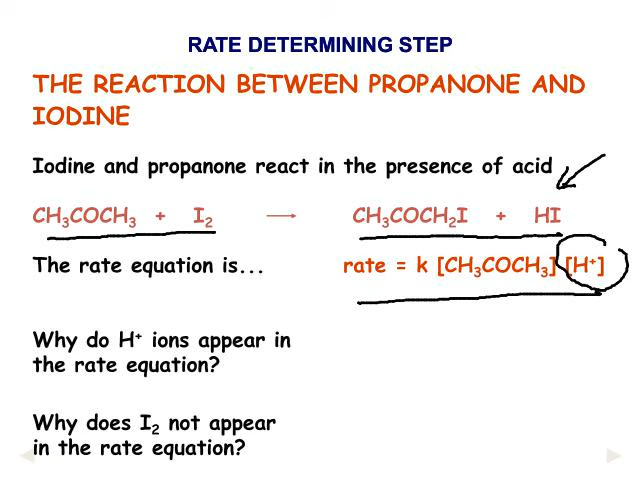 RATE DETERMINING STEP
THE REACTION BETWEEN PROPANONE AND
IODINE
Iodine and propanone react in the presence of acid
CH₃COCH₃ + I₂ ⟶ CH₃COCH₂I + HI
The rate equation is... rate = k [CH₃COCH₃] [H⁺]
Why do H⁺ ions appear in
the rate equation?
Why does I₂ not appear
in the rate equation?